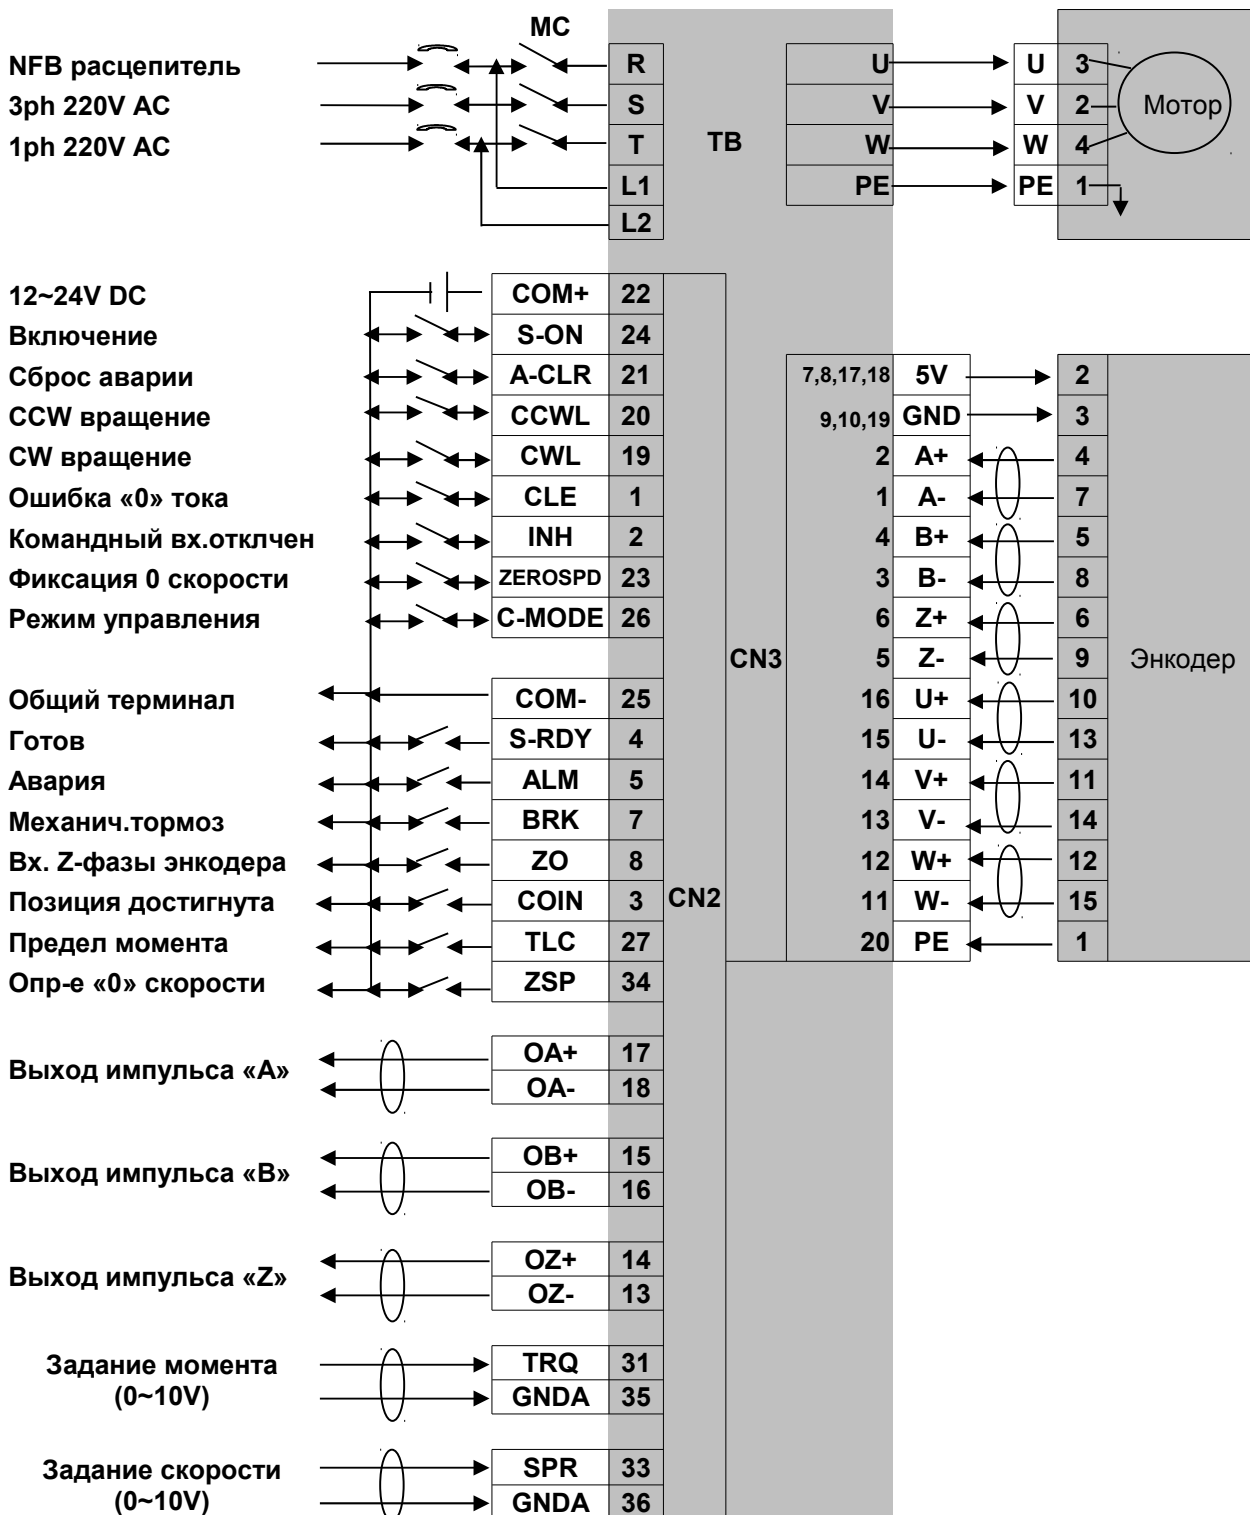 MC
NFB расцепитель R U U 3
3ph 220V AC S V V 2 Мотор
1ph 220V AC T TB W W 4
L1 PE PE 1
L2
12~24V DC COM+ 22
Включение S-ON 24
Сброс аварии A-CLR 21 7,8,17,18 5V 2
CCW вращение CCWL 20 9,10,19 GND 3
CW вращение CWL 19 2 A+ 4
Ошибка «0» тока CLE 1 1 A- 7
Командный вх.отклчен INH 2 4 B+ 5
Фиксация 0 скорости ZEROSPD 23 3 B- 8
Режим управления C-MODE 26 6 Z+ 6
CN3 5 Z- 9 Энкодер
Общий терминал COM- 25 16 U+ 10
Готов S-RDY 4 15 U- 13
Авария ALM 5 14 V+ 11
Механич.тормоз BRK 7 13 V- 14
Вх. Z-фазы энкодера ZO 8 12 W+ 12
Позиция достигнута COIN 3 CN2 11 W- 15
Предел момента TLC 27 20 PE 1
Опр-е «0» скорости ZSP 34
OA+ 17
Выход импульса «A»
OA- 18
OB+ 15
Выход импульса «B»
OB- 16
OZ+ 14
Выход импульса «Z»
OZ- 13
Задание момента TRQ 31
(0~10V) GNDA 35
Задание скорости SPR 33
(0~10V) GNDA 36